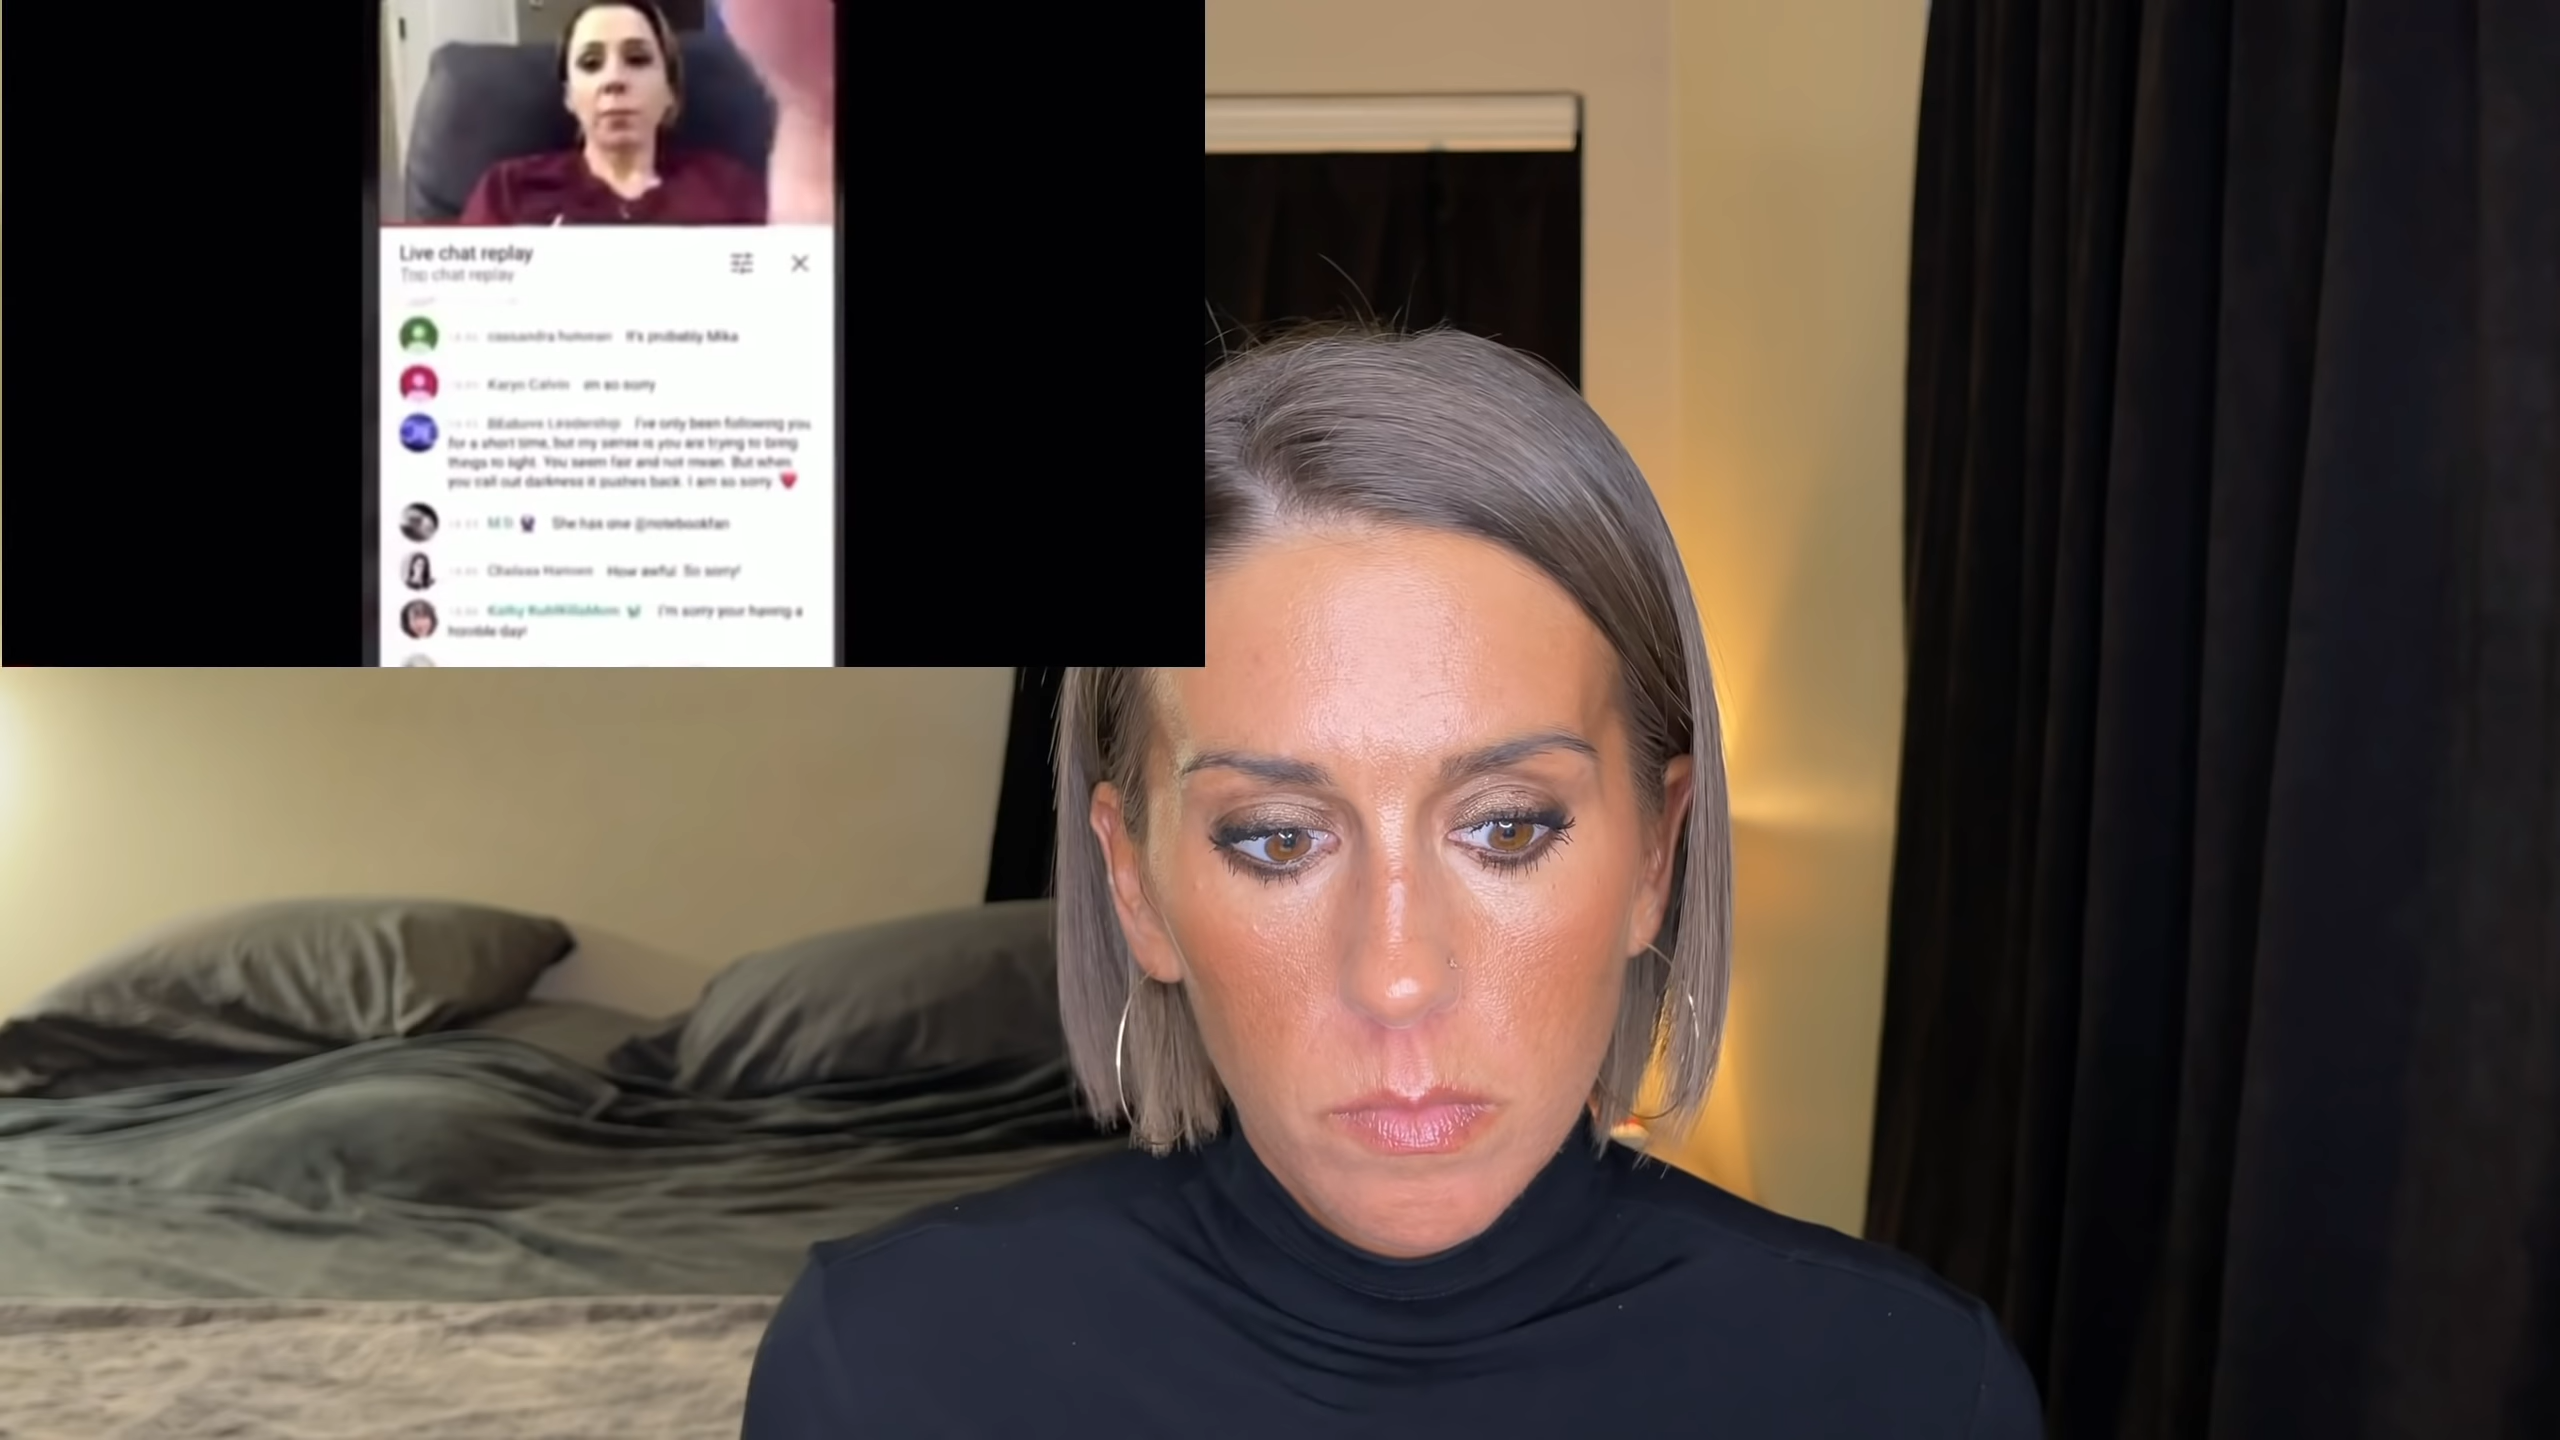 Live chat replay
Top chat replay
It's probably Mika
Karyn Calvin im so sorry
Leadership I've only been following you
for a short time, but my sense is you are trying to bring
things to light. You seem fair and not mean. But when
you call out darkness it pushes back. I am so sorry
M D She has one @notebookfan
Chelsea Hansen How awful. So sorry!
Kathy I'm sorry your having a
horrible day!